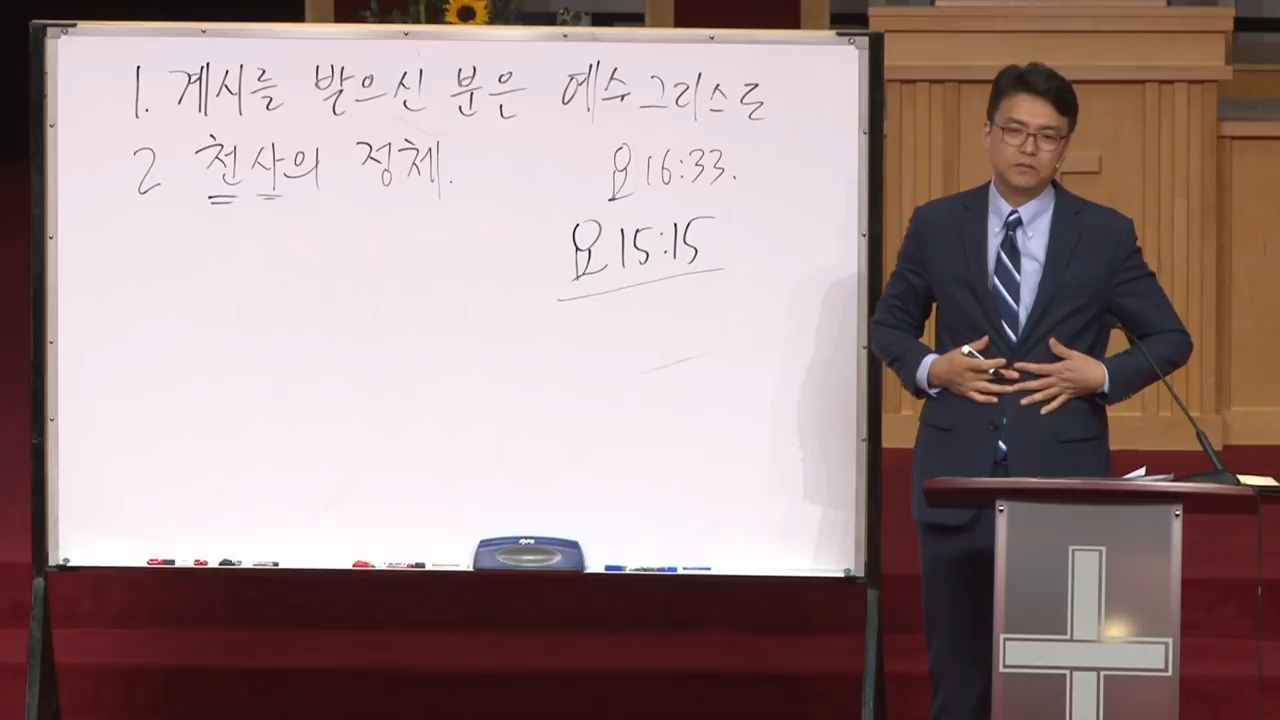 1. 계시를 발으신 분은 예수그리스도
2 천사의 정체.
요16:33.
요15:15